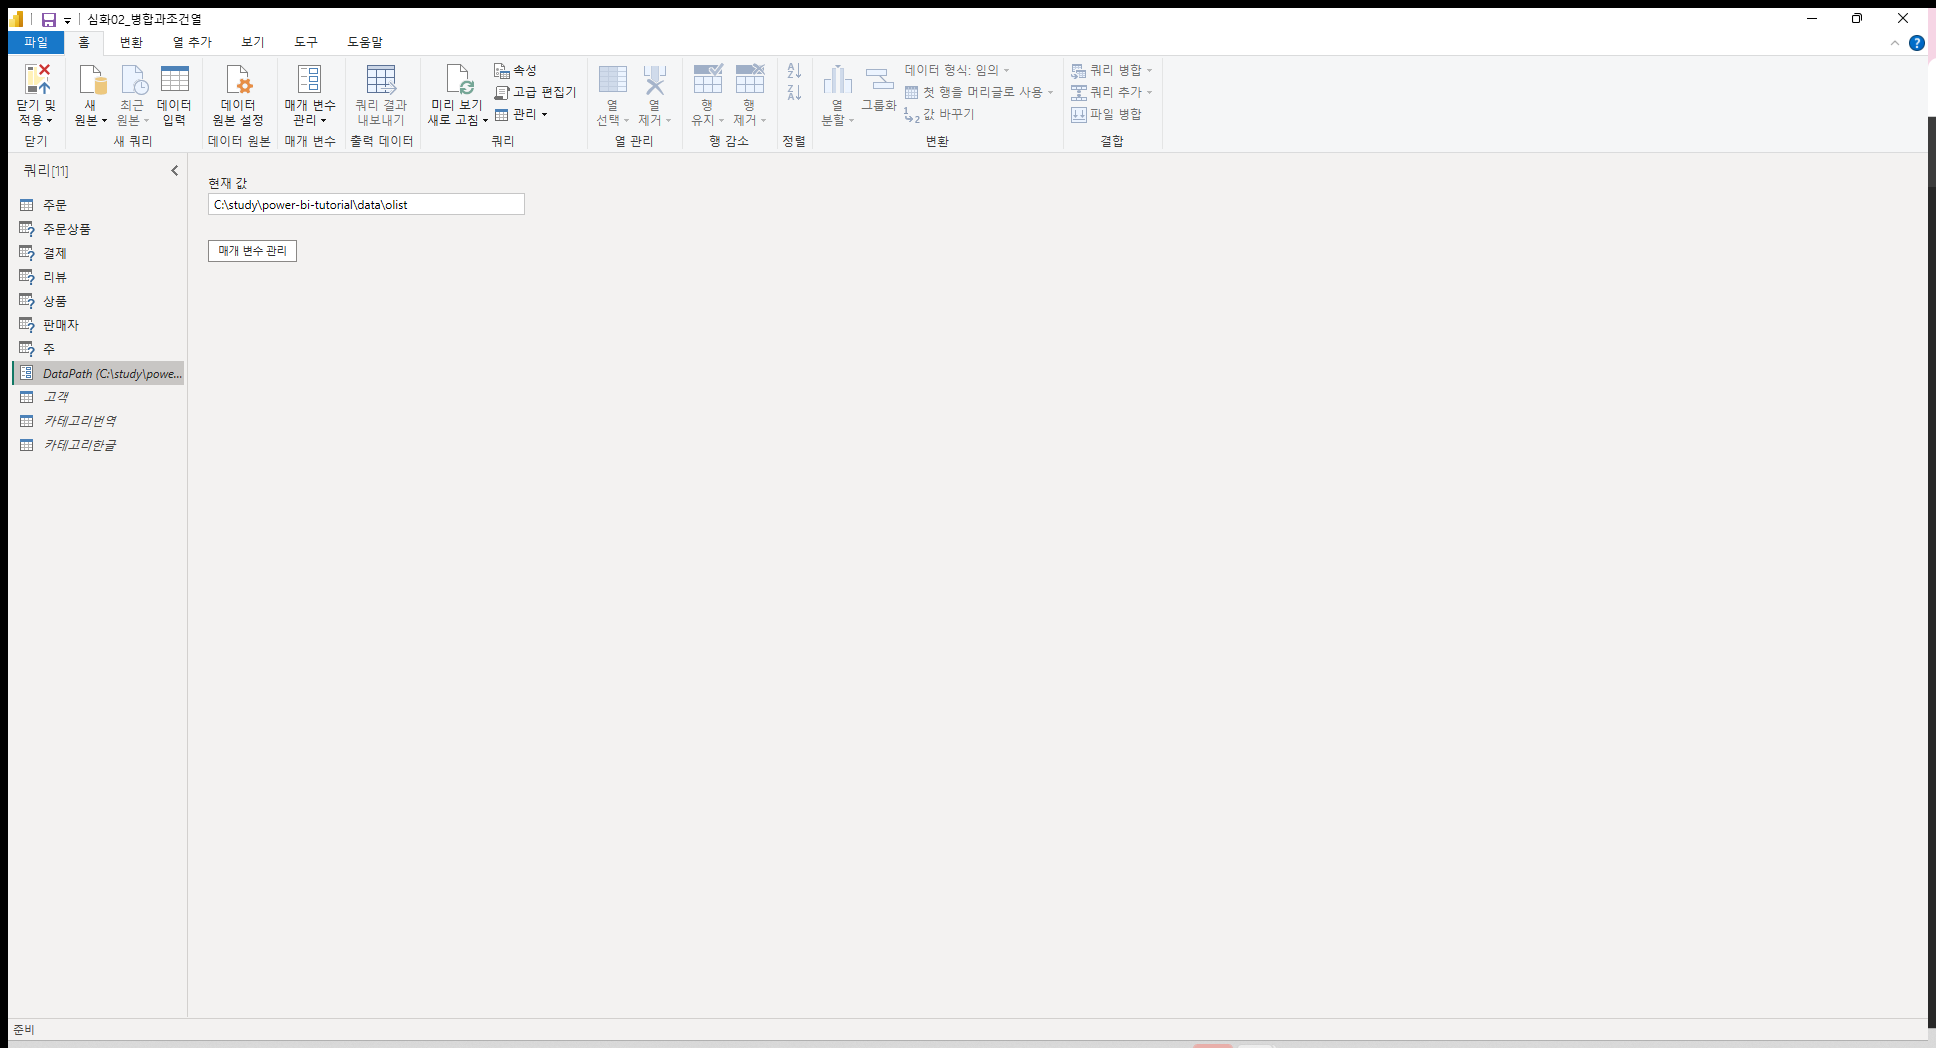 심화02_병합과조건열
파일 홈 변환 열 추가 보기 도구 도움말
닫기 및 적용
닫기
새 원본
최근 원본
데이터 입력
새 쿼리
데이터 원본 설정
데이터 원본
매개 변수 관리
매개 변수
쿼리 결과 내보내기
출력 데이터
미리 보기 새로 고침
속성
고급 편집기
관리
쿼리
열 선택
열 제거
열 관리
행 유지
행 제거
행 감소
정렬
열 분할
그룹화
데이터 형식: 임의
첫 행을 머리글로 사용
값 바꾸기
변환
쿼리 병합
쿼리 추가
파일 병합
결합
쿼리[11]
주문
주문상품
결제
리뷰
상품
판매자
주
DataPath (C:\study\powe...
고객
카테고리번역
카테고리한글
현재 값
C:\study\power-bi-tutorial\data\olist
매개 변수 관리
준비